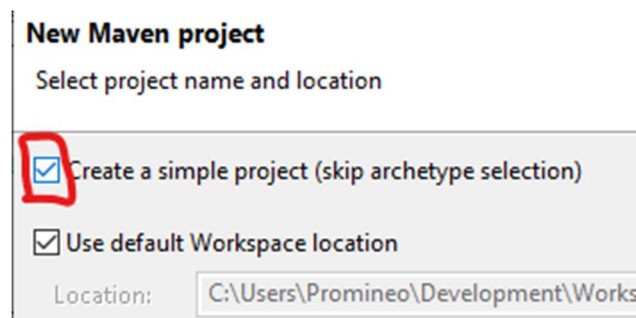 New Maven project
Select project name and location
Create a simple project (skip archetype selection)
Use default Workspace location
Location: C:\Users\Promineo\Development\Works